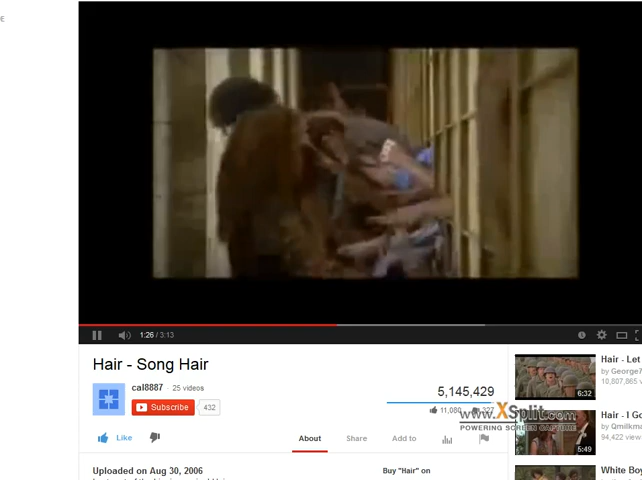 1:26 / 3:13
Hair - Song Hair
cal8887 25 videos
Subscribe 432
5,145,429
11,080 327
Like
About Share Add to
Uploaded on Aug 30, 2006
Buy "Hair" on
www.XSplit.com
POWERING SCREEN CAPTURE
Hair - Let
by George7
10,807,865 v
6:32
Hair - I Go
by Qmilkma
94,422 view
5:49
White Boy